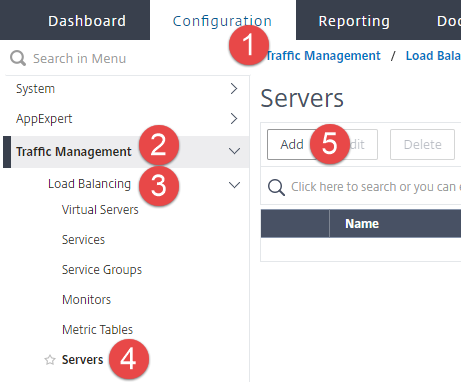 Dashboard Configuration Reporting Doc
1
Search in Menu
Traffic Management / Load Bala
System
Servers
AppExpert
Traffic Management 2
Add 5 dit Delete
Load Balancing 3
Click here to search or you can e
Virtual Servers
Name
Services
Service Groups
Monitors
Metric Tables
Servers 4